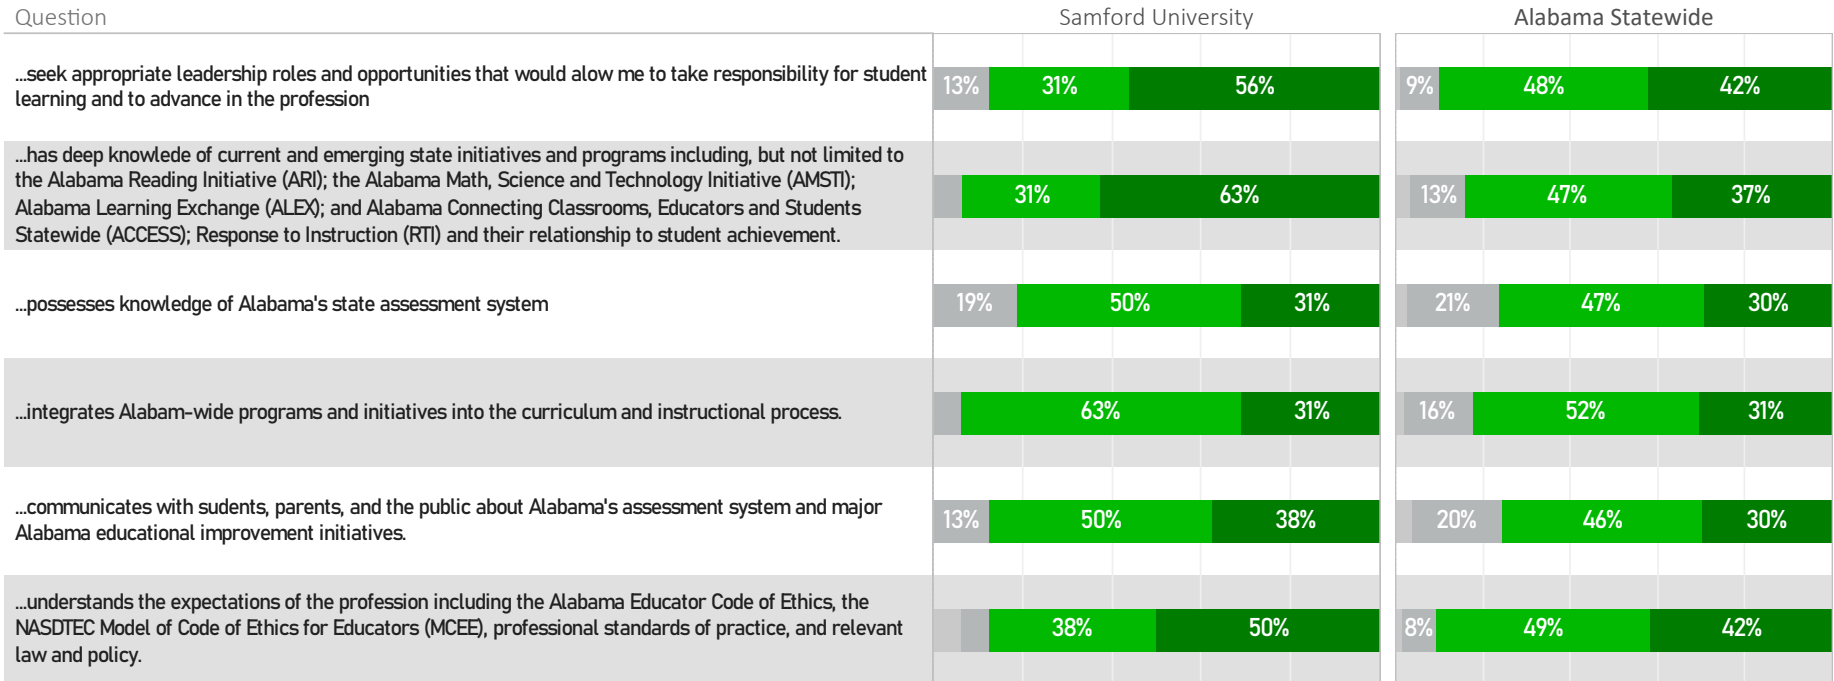 Question Samford University Alabama Statewide
...seek appropriate leadership roles and opportunities that would alow me to take responsibility for student
learning and to advance in the profession
13% 31% 56% 9% 48% 42%
...has deep knowlede of current and emerging state initiatives and programs including, but not limited to
the Alabama Reading Initiative (ARI); the Alabama Math, Science and Technology Initiative (AMSTI);
Alabama Learning Exchange (ALEX); and Alabama Connecting Classrooms, Educators and Students
Statewide (ACCESS); Response to Instruction (RTI) and their relationship to student achievement.
31% 63% 13% 47% 37%
...possesses knowledge of Alabama's state assessment system
19% 50% 31% 21% 47% 30%
...integrates Alabam-wide programs and initiatives into the curriculum and instructional process.
63% 31% 16% 52% 31%
...communicates with sudents, parents, and the public about Alabama's assessment system and major
Alabama educational improvement initiatives.
13% 50% 38% 20% 46% 30%
...understands the expectations of the profession including the Alabama Educator Code of Ethics, the
NASDTEC Model of Code of Ethics for Educators (MCEE), professional standards of practice, and relevant
law and policy.
38% 50% 8% 49% 42%